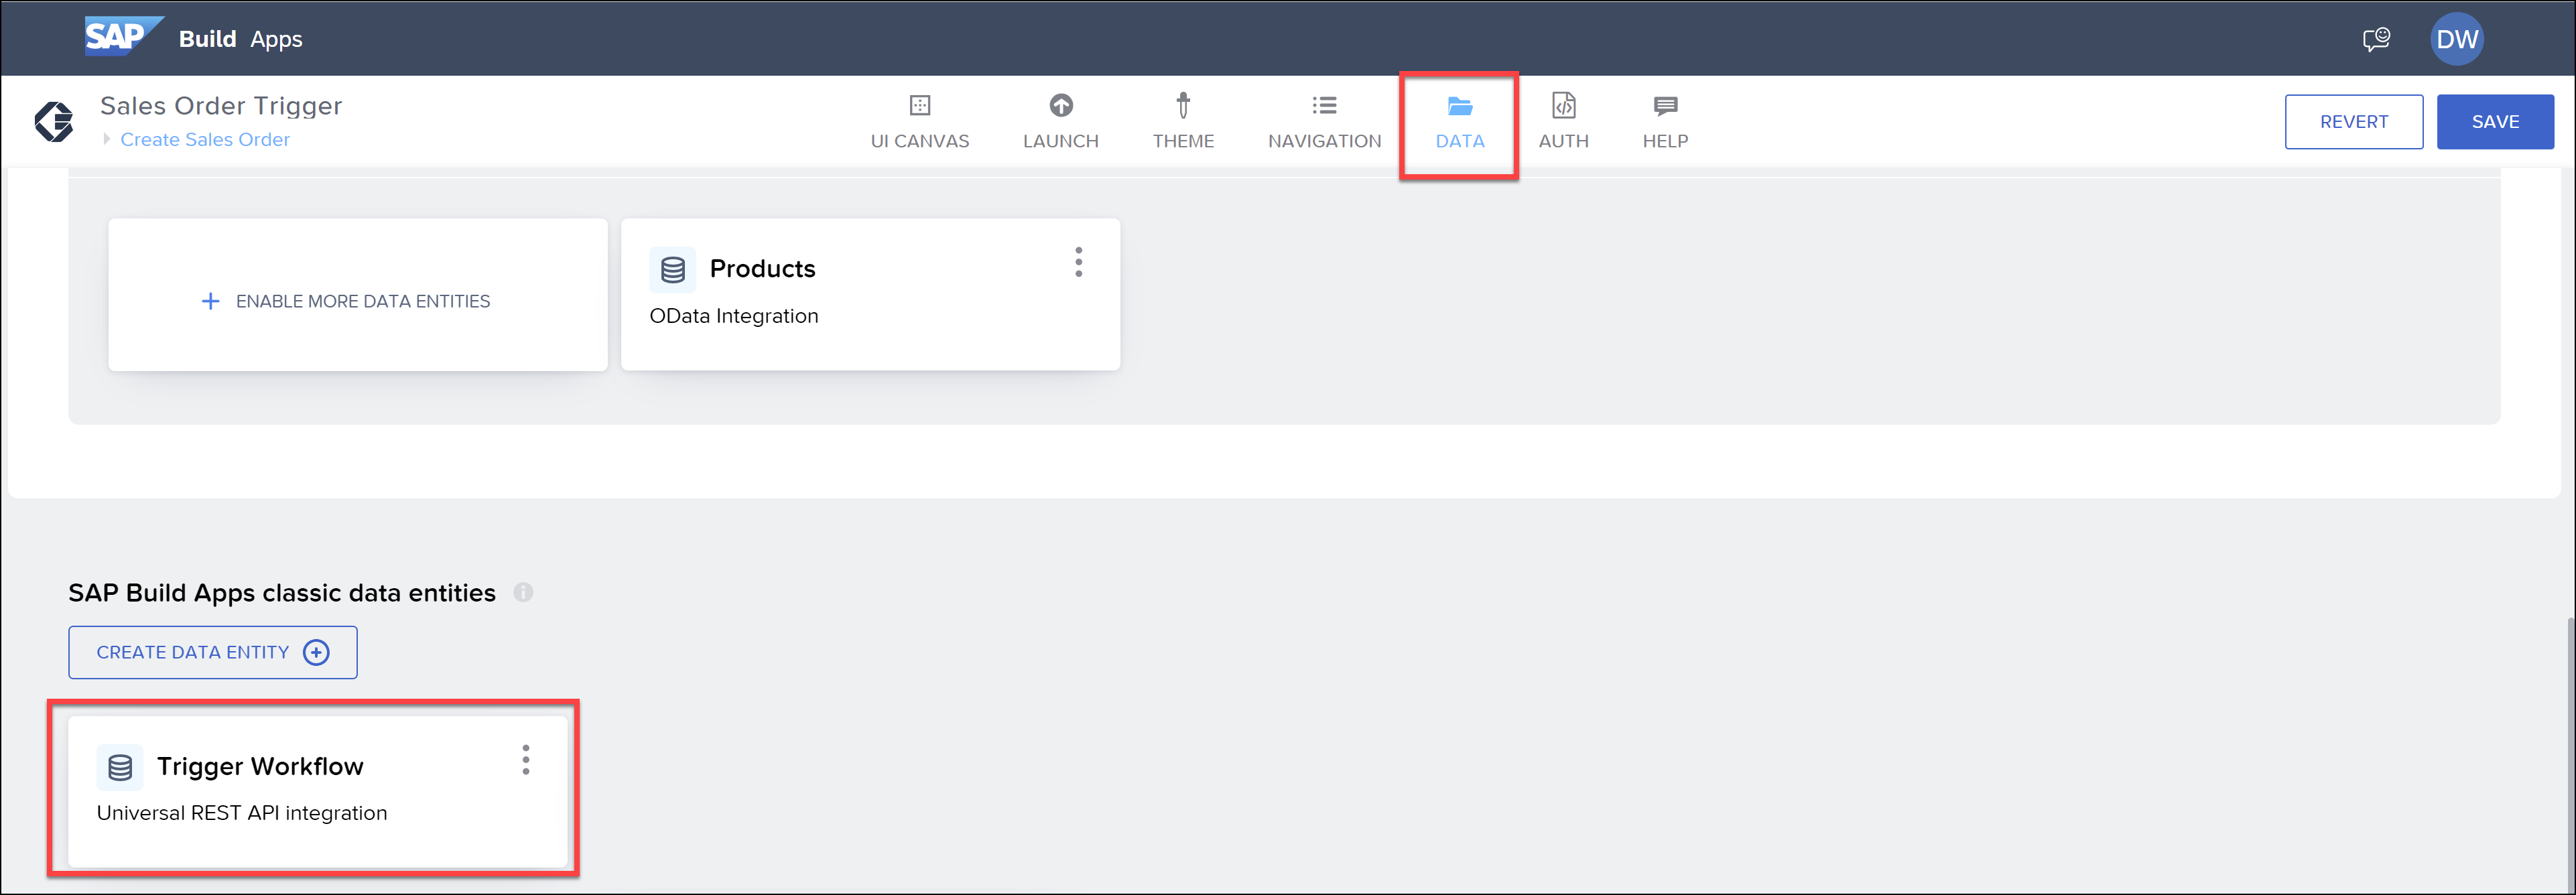 SAP Build Apps
DW
Sales Order Trigger
Create Sales Order
UI CANVAS
LAUNCH
THEME
NAVIGATION
DATA
AUTH
HELP
REVERT
SAVE
+ ENABLE MORE DATA ENTITIES
Products
OData Integration
SAP Build Apps classic data entities
CREATE DATA ENTITY
Trigger Workflow
Universal REST API integration